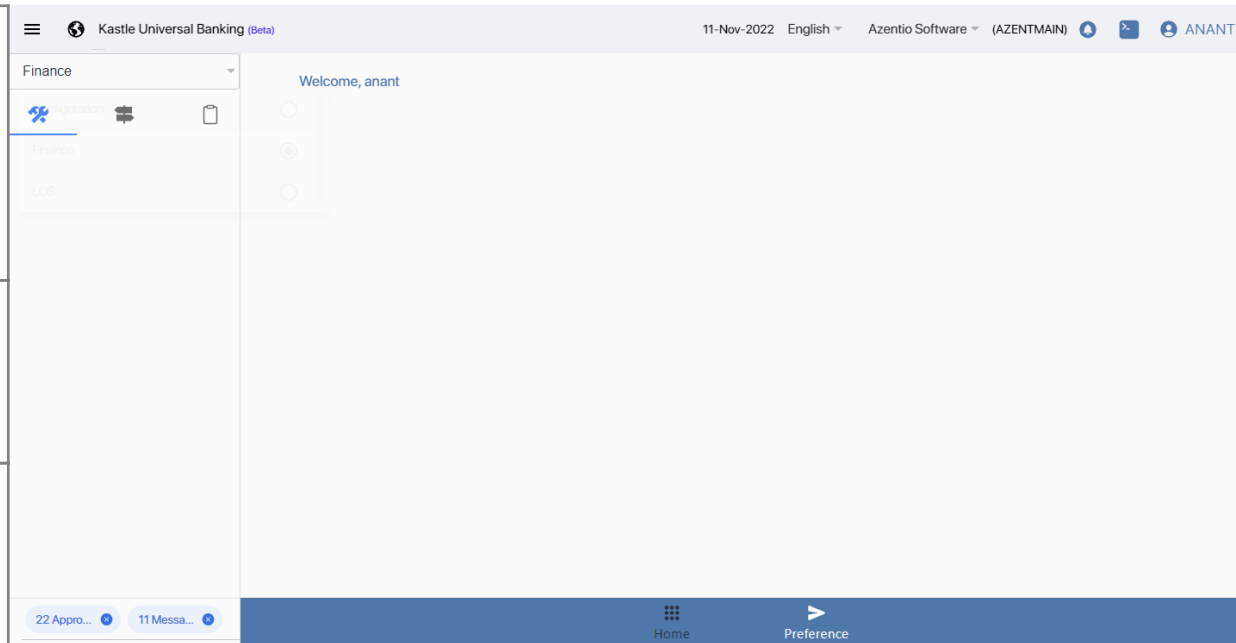 Kastle Universal Banking (Beta)
11-Nov-2022 English Azentio Software (AZENTMAIN) ANANT
Finance
Welcome, anant
Finance
LOS
22 Appro... 11 Messa...
Home Preference